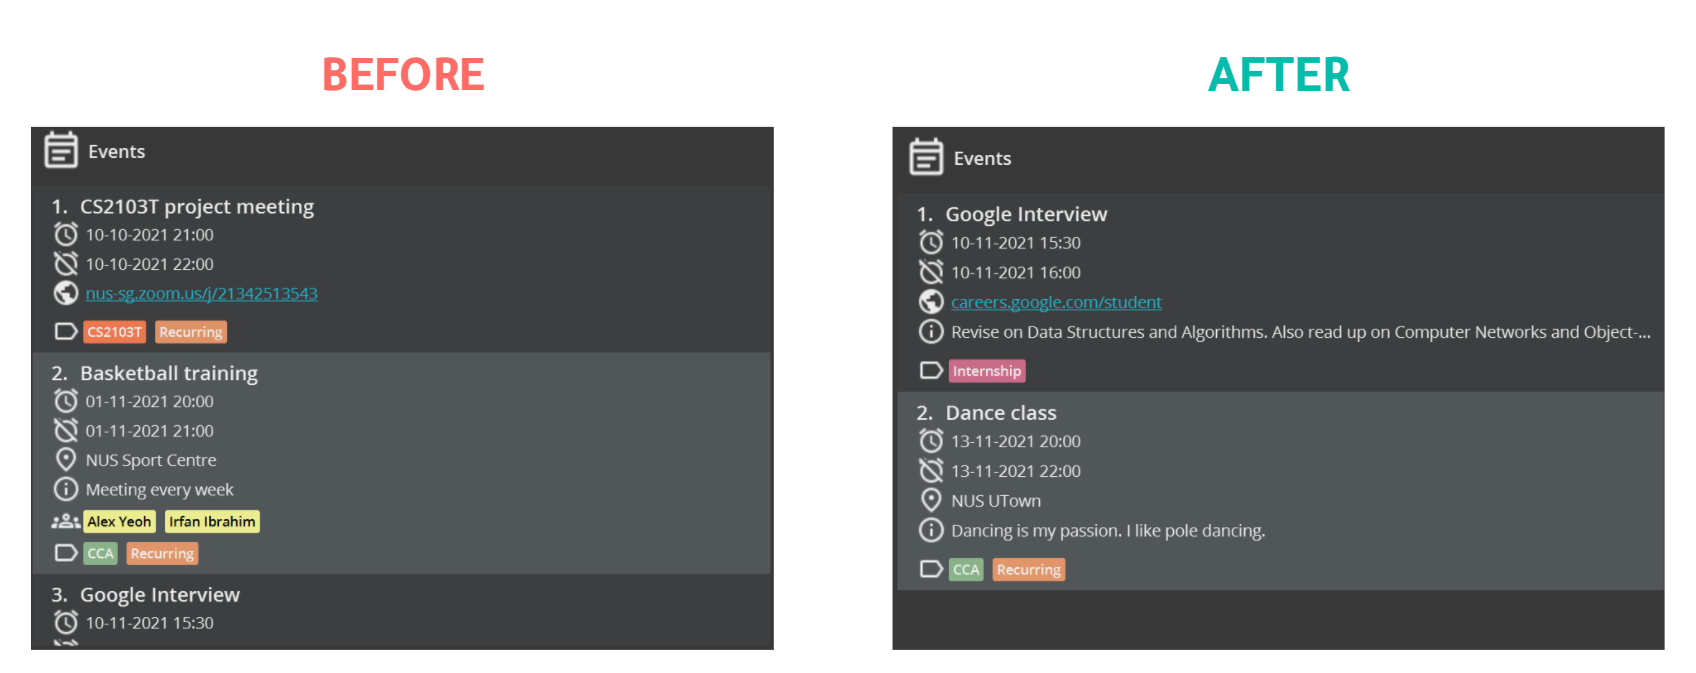 BEFORE
Events
1. CS2103T project meeting
10-10-2021 21:00
10-10-2021 22:00
nus-sg.zoom.us/j/21342513543
CS2103T Recurring
2. Basketball training
01-11-2021 20:00
01-11-2021 21:00
NUS Sport Centre
Meeting every week
Alex Yeoh Irfan Ibrahim
CCA Recurring
3. Google Interview
10-11-2021 15:30
AFTER
Events
1. Google Interview
10-11-2021 15:30
10-11-2021 16:00
careers.google.com/student
Revise on Data Structures and Algorithms. Also read up on Computer Networks and Object-...
Internship
2. Dance class
13-11-2021 20:00
13-11-2021 22:00
NUS UTown
Dancing is my passion. I like pole dancing.
CCA Recurring